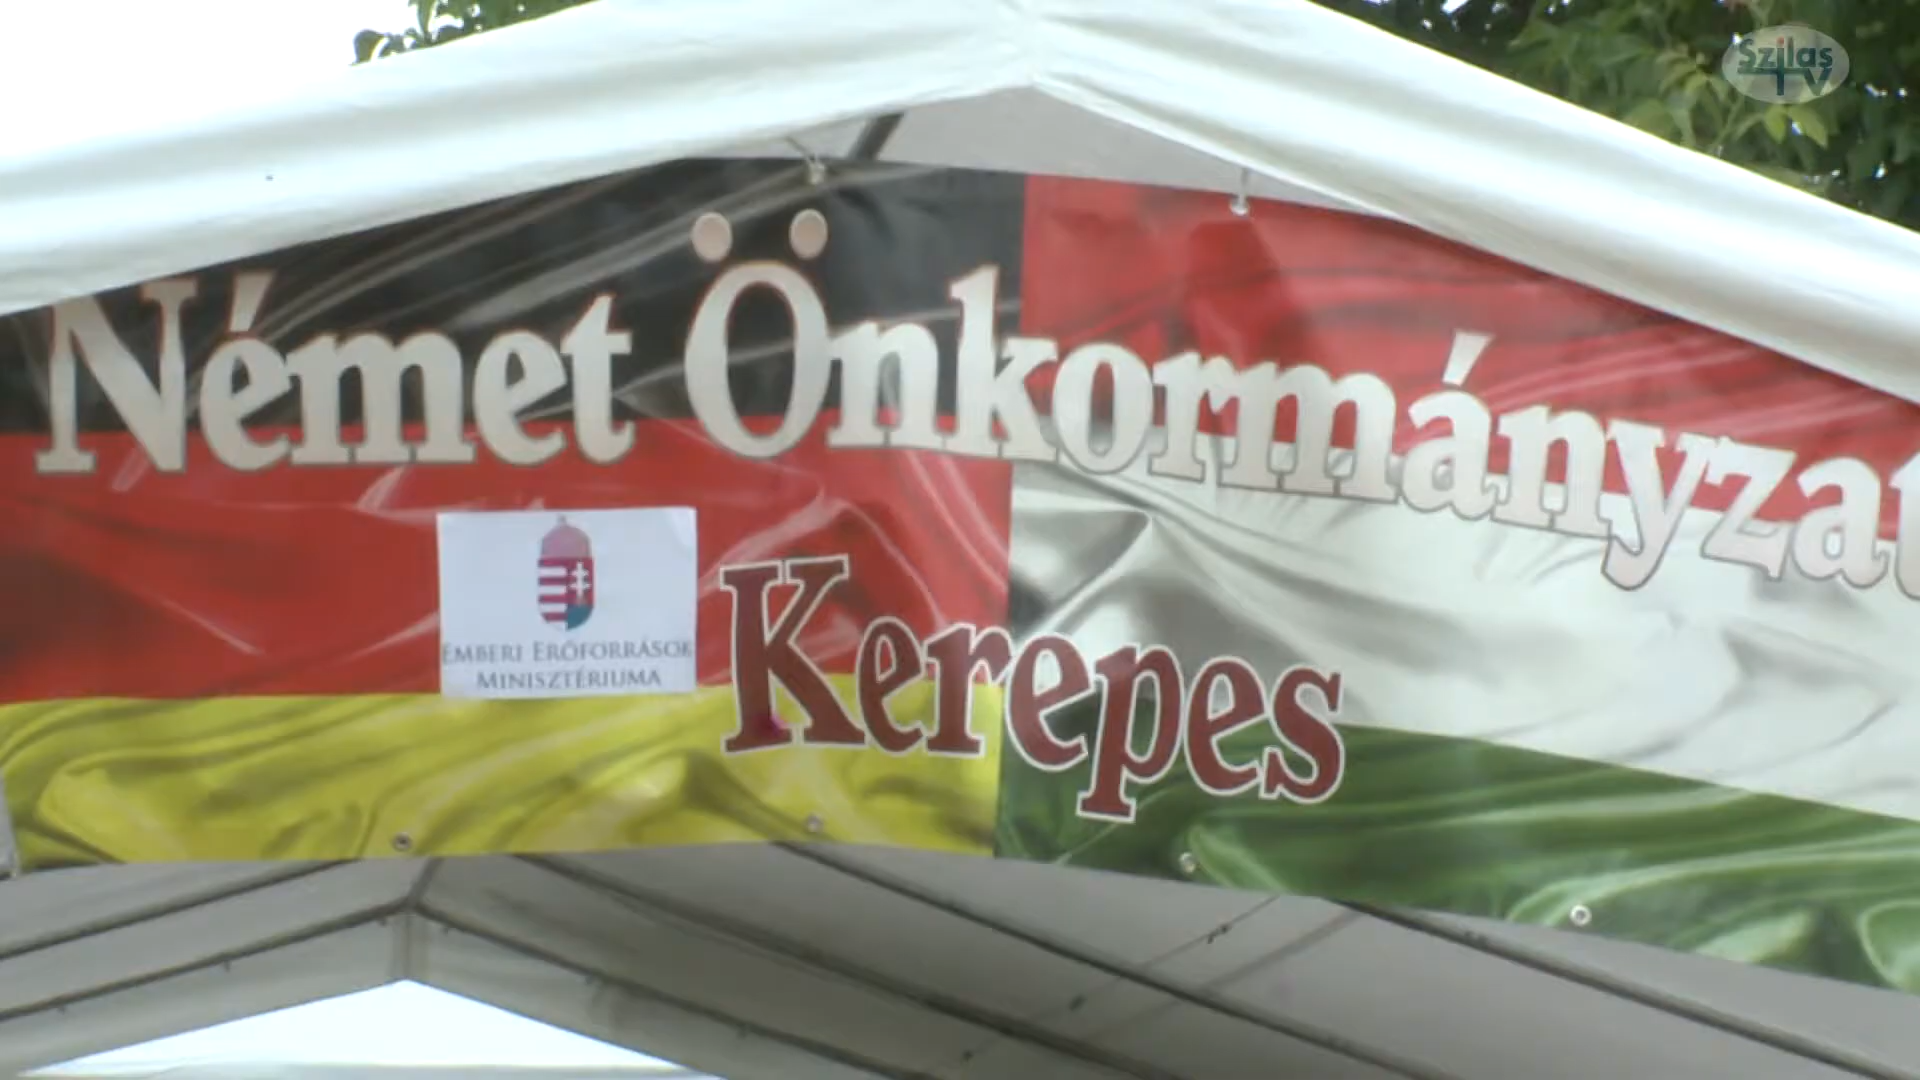 Szilas
TV
Német Önkormányzat
EMBERI ERŐFORRÁSOK
MINISZTÉRIUMA
Kerepes